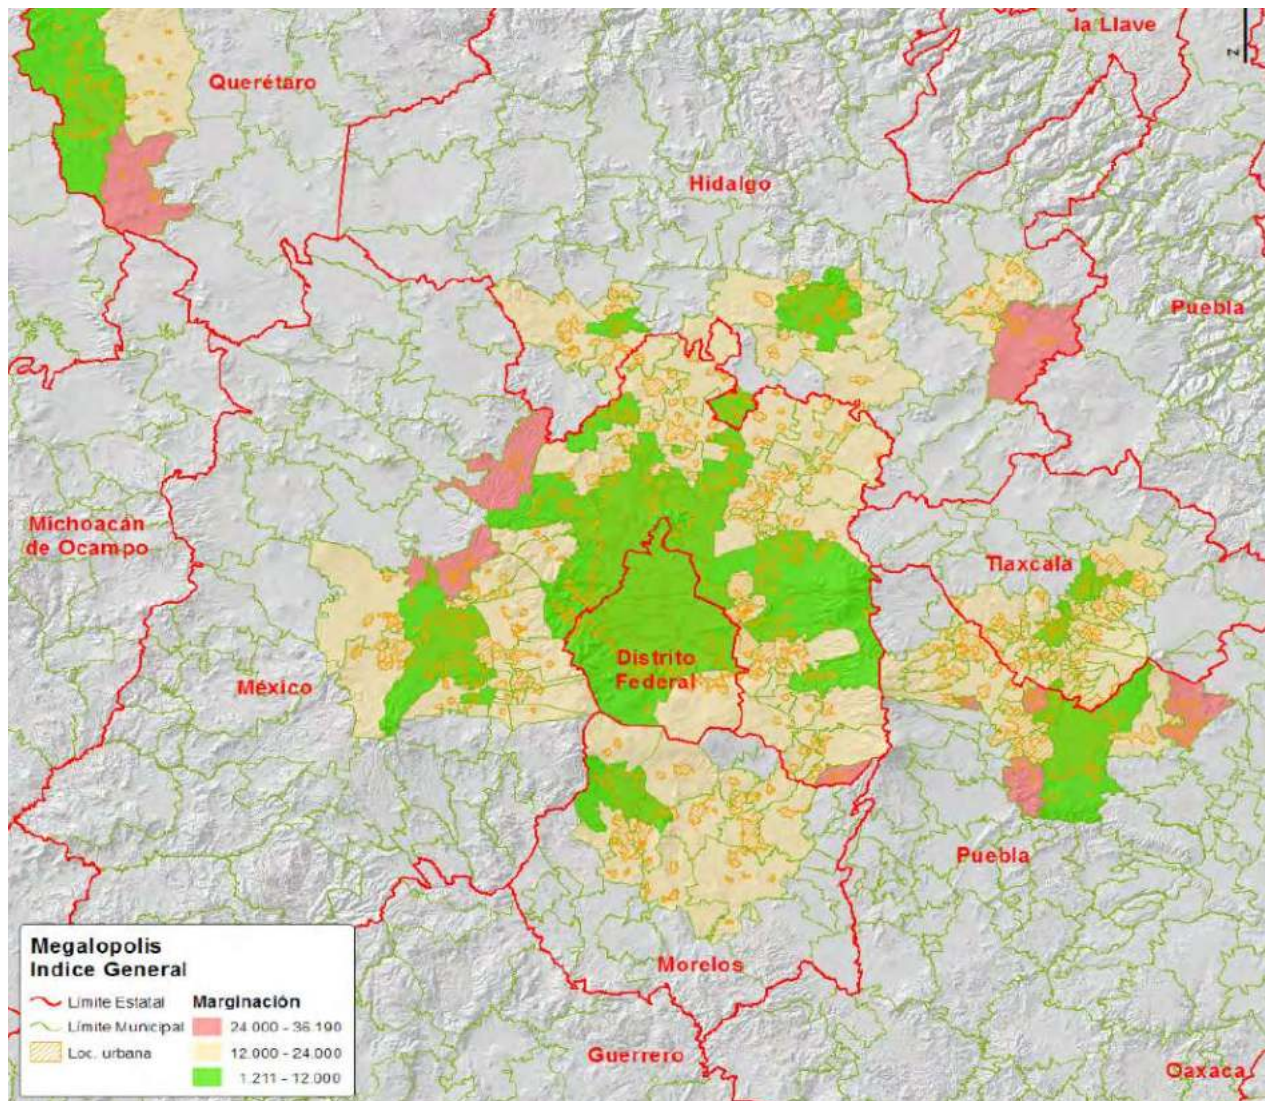 la Llave
Z
Querétaro
Hidalgo
Puebla
Michoacán
de Ocampo
Tlaxcala
Distrito
Federal
México
Puebla
Morelos
Guerrero
Oaxaca
Megalopolis
Indice General
Límite Estatal
Límite Municipal
Loc. urbana
Marginación
24.000 - 36.190
12.000 - 24.000
1.211 - 12.000